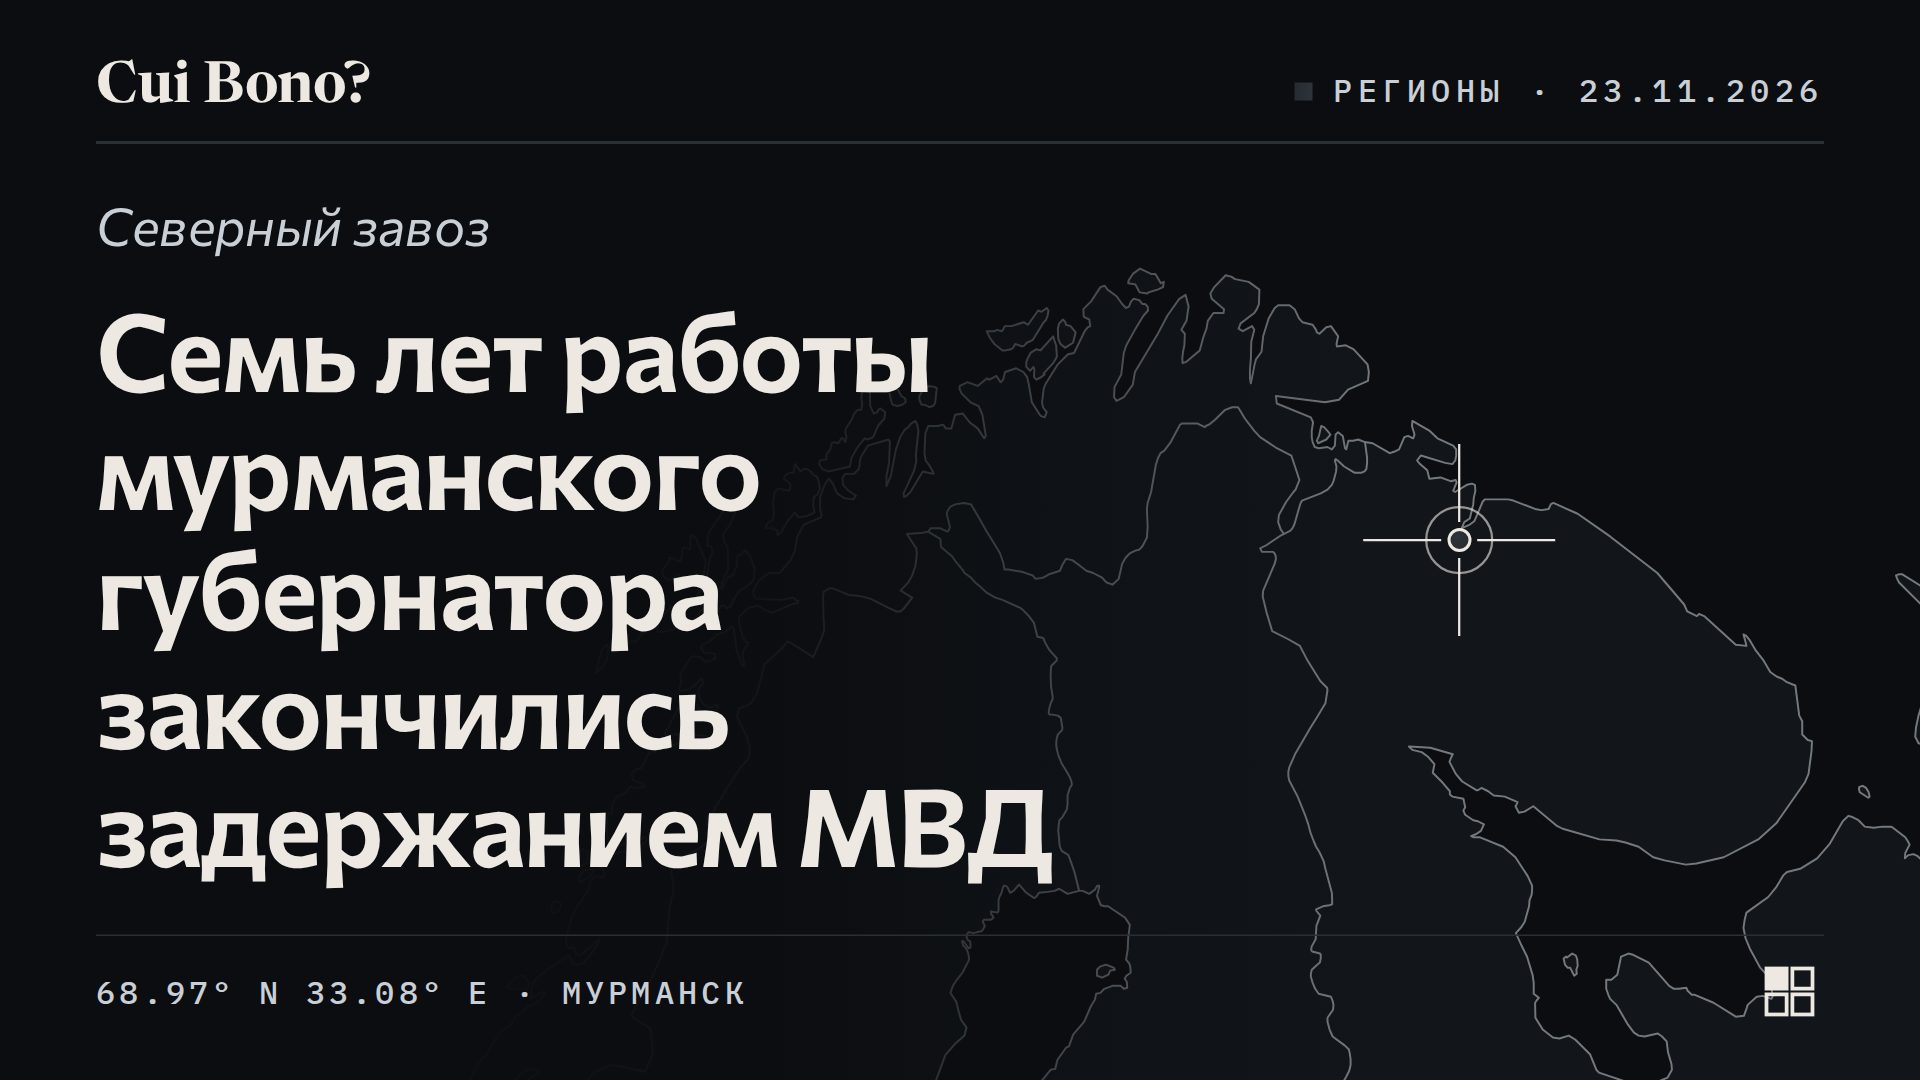 Cui Bono?
РЕГИОНЫ · 23.11.2026
Северный завоз
Семь лет работы
мурманского
губернатора
закончились
задержанием МВД
68.97° N 33.08° E · МУРМАНСК